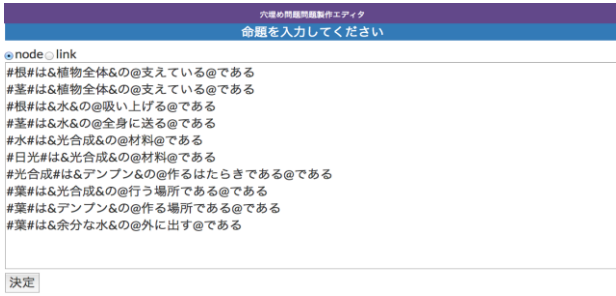 穴埋め問題問題製作エディタ
命題を入力してください
node link
#根#は&植物全体&の@支えている@である
#茎#は&植物全体&の@支えている@である
#根#は&水&の@吸い上げる@である
#茎#は&水&の@全身に送る@である
#水#は&光合成&の@材料@である
#日光#は&光合成&の@材料@である
#光合成#は&デンプン&の@作るはたらきである@である
#葉#は&光合成&の@行う場所である@である
#葉#は&デンプン&の@作る場所である@である
#葉#は&余分な水&の@外に出す@である
決定